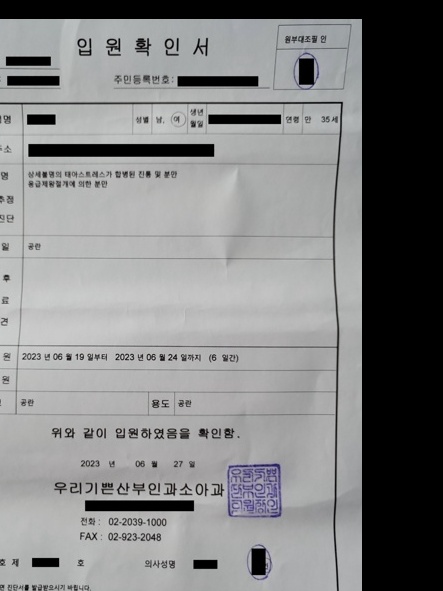 입원확인서
원부대조필 인
주민등록번호:
성별 남, 여 생년월일 연령 만 35세
명 상세불명의 태아스트레스가 합병된 진통 및 분만
추정 응급제왕절개에 의한 분만
진단
일 공란
후
료
견
원 2023 년 06 월 19 일부터 2023 년 06 월 24 일까지 (6 일간)
원
공란 용도 공란
위와 같이 입원하였음을 확인함.
2023 년 06 월 27 일
우리기쁜산부인과소아과
전화 : 02-2039-1000
FAX : 02-923-2048
호 제 호 의사성명
면 진단서를 발급받으시기 바랍니다.